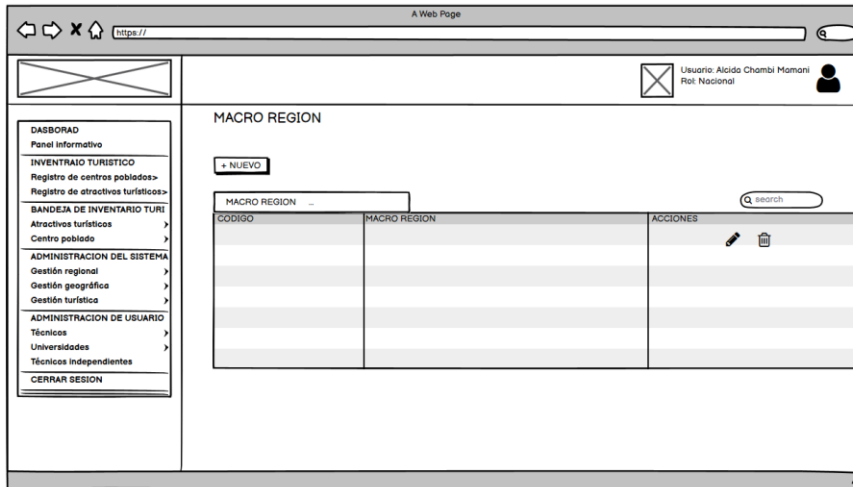 A Web Page
https://
Usuario: Alcida Chambi Mamani
Rol: Nacional
DASBORAD
Panel informativo
INVENTRAIO TURISTICO
Registro de centros poblados>
Registro de atractivos turísticos>
BANDEJA DE INVENTARIO TURI
Atractivos turísticos
Centro poblado
ADMINISTRACION DEL SISTEMA
Gestión regional
Gestión geográfica
Gestión turística
ADMINISTRACION DE USUARIO
Técnicos
Universidades
Técnicos independientes
CERRAR SESION
MACRO REGION
+ NUEVO
MACRO REGION ...
search
CODIGO MACRO REGION ACCIONES